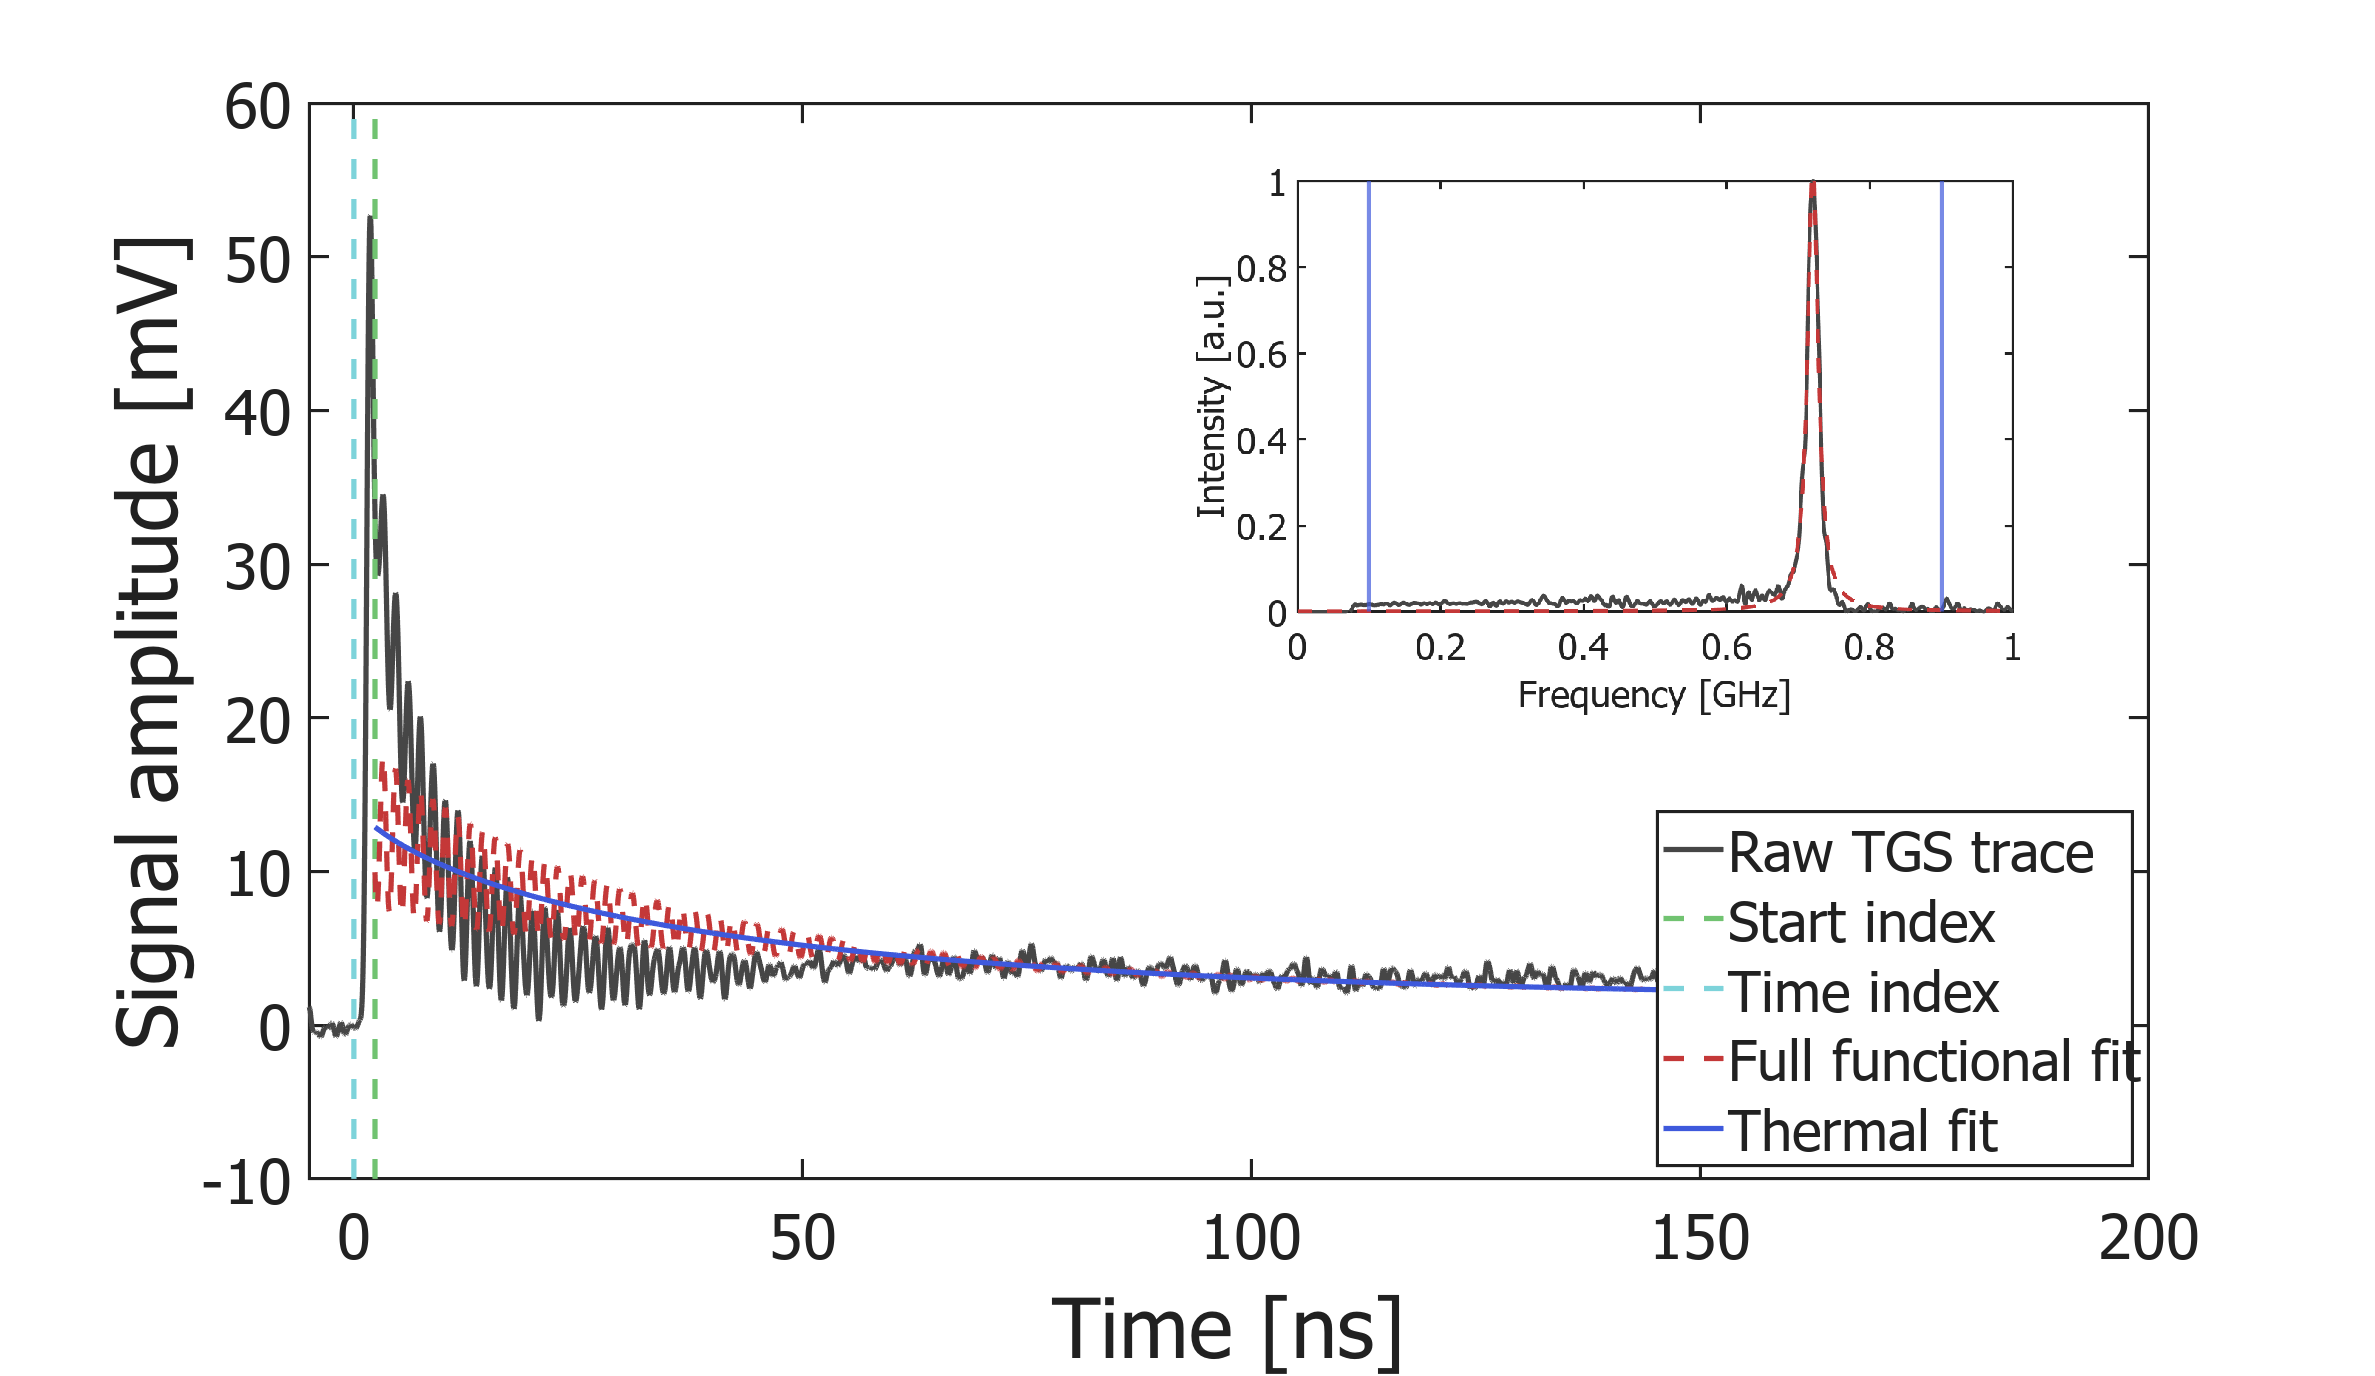 Signal amplitude [mV]
60
50
40
30
20
10
0
-10
0 50 100 150 200
Time [ns]
Intensity [a.u.]
1
0.8
0.6
0.4
0.2
0
0 0.2 0.4 0.6 0.8 1
Frequency [GHz]
Raw TGS trace
Start index
Time index
Full functional fit
Thermal fit